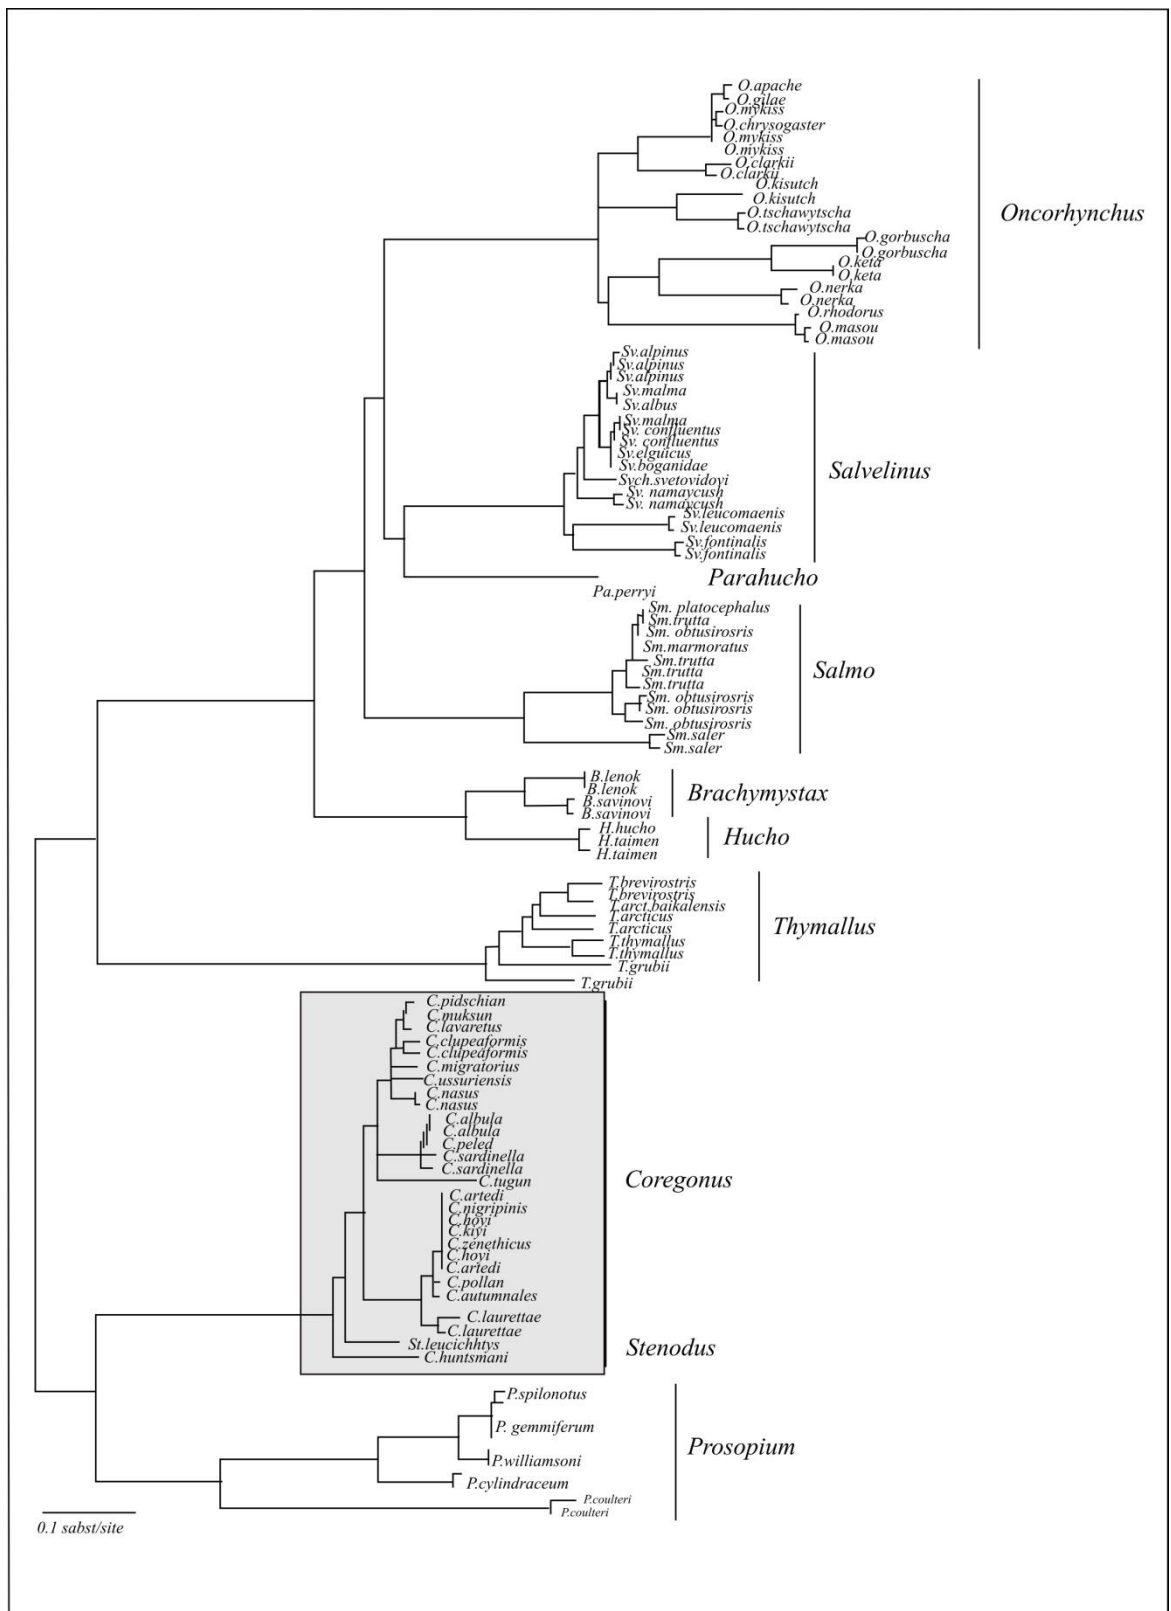 O.apache
O.gilae
O.mykiss
O.chrysogaster
O.mykiss
O.mykiss
O.clarkii
O.clarkii
O.kisutch
O.kisutch
O.tschawytscha
O.tschawytscha
O.gorbuscha
O.gorbuscha
O.keta
O.keta
O.nerka
O.nerka
O.rhodorus
O.masou
O.masou
Oncorhynchus
Sv.alpinus
Sv.alpinus
Sv.alpinus
Sv.malma
Sv.albus
Sv.malma
Sv. confluentus
Sv. confluentus
Sv.elguicus
Sv.boganidae
Svch.svetovidovi
Sv. namaycush
Sv. namaycush
Sv.leucomaenis
Sv.leucomaenis
Sv.fontinalis
Sv.fontinalis
Salvelinus
Parahucho
Pa.perryi
Sm. platocephalus
Sm.trutta
Sm. obtusirosris
Sm.marmoratus
Sm.trutta
Sm.trutta
Sm.trutta
Sm. obtusirosris
Sm. obtusirosris
Sm. obtusirosris
Sm.saler
Sm.saler
Salmo
B.lenok
B.lenok
B.savinovi
B.savinovi
Brachymystax
H.hucho
H.taimen
H.taimen
Hucho
T.brevirostris
T.brevirostris
T.arct.baikalensis
T.arcticus
T.arcticus
T.thymallus
T.thymallus
T.grubii
T.grubii
Thymallus
C.pidschian
C.muksun
C.lavaretus
C.clupeaformis
C.clupeaformis
C.migratorius
C.ussuriensis
C.nasus
C.nasus
C.albula
C.albula
C.peled
C.sardinella
C.sardinella
C.tugun
C.artedi
C.nigripinis
C.hoyi
C.kiyi
C.zenethicus
C.hoyi
C.artedi
C.pollan
C.autumnales
C.laurettae
C.laurettae
St.leucichhtys
C.huntsmani
Coregonus
Stenodus
P.spilonotus
P. gemmiferum
P.williamsoni
P.cylindraceum
P.coulteri
P.coulteri
Prosopium
0.1 sabst/site